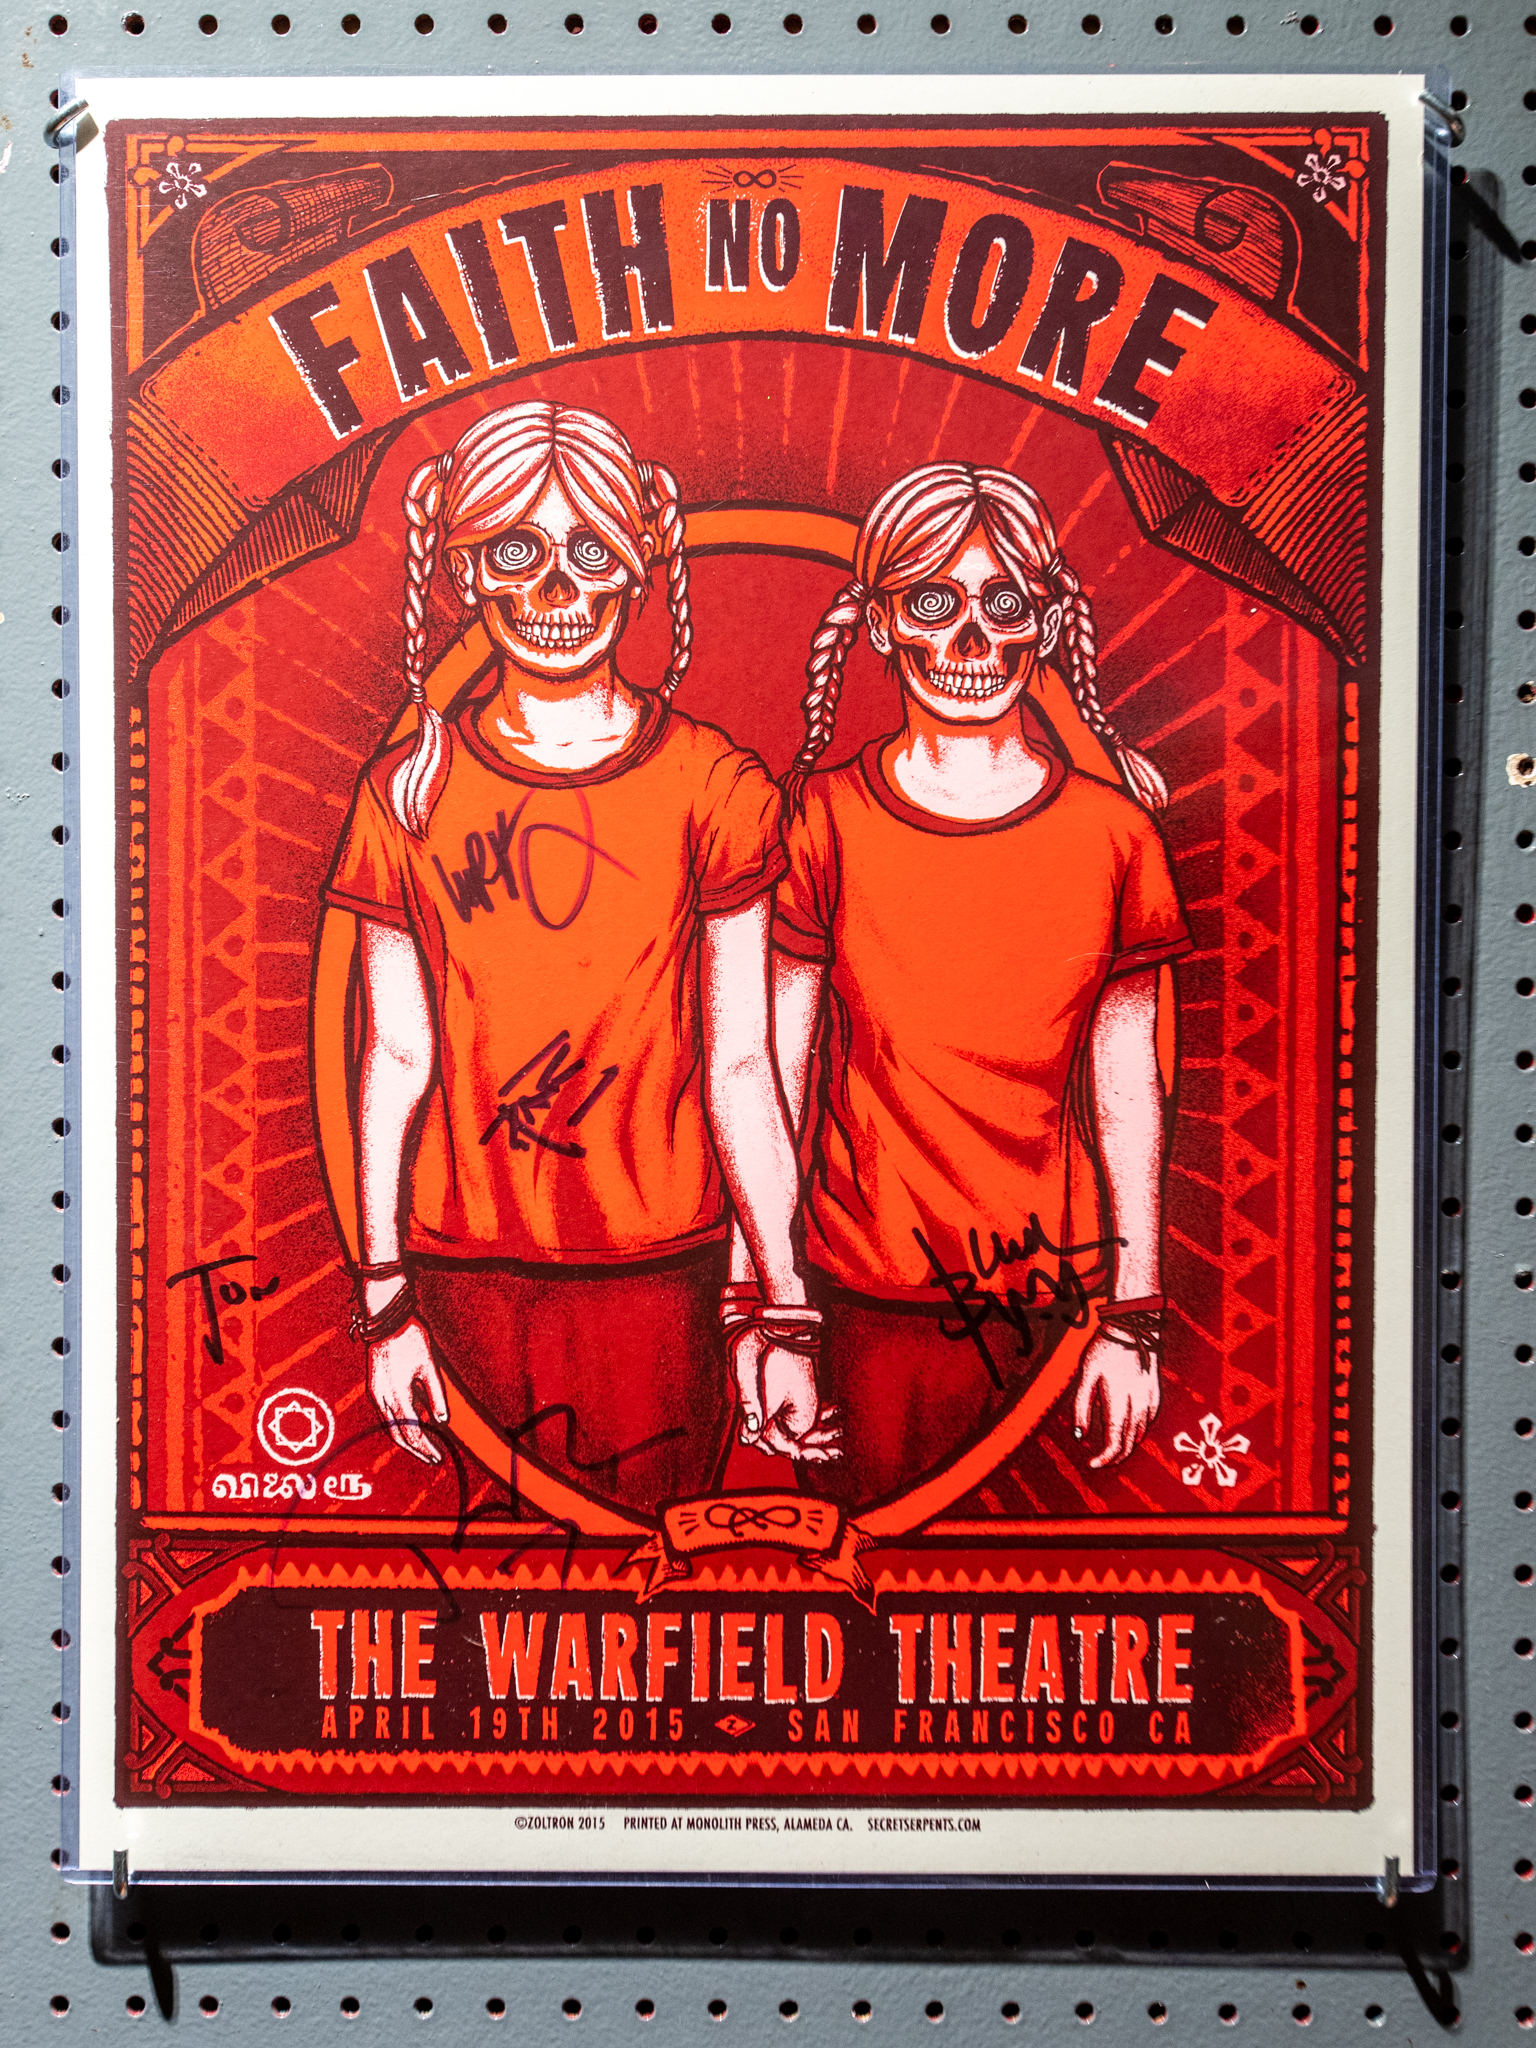 FAITH NO MORE
Jon
விலை ரூ
THE WARFIELD THEATRE
APRIL 19TH 2015 SAN FRANCISCO CA
©ZOLTRON 2015 PRINTED AT MONOLITH PRESS, ALAMEDA CA. SECRETSERPENTS.COM